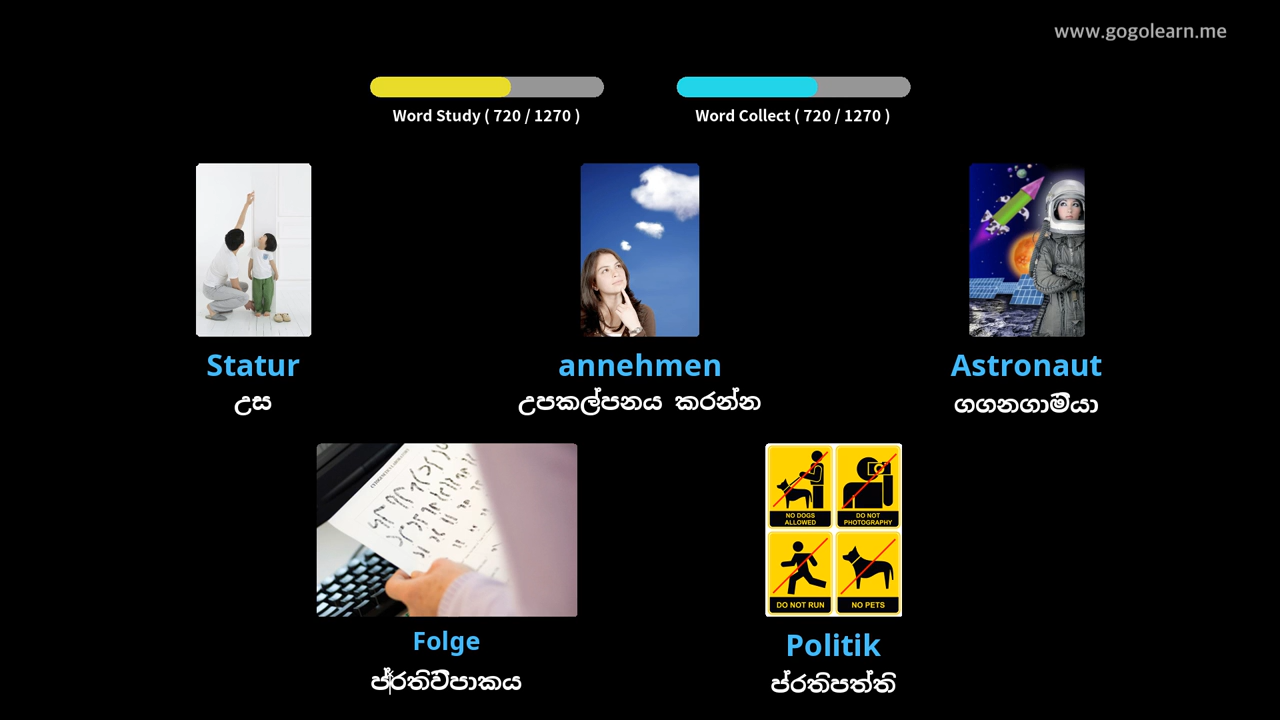 www.gogolearn.me
Word Study ( 720 / 1270 )
Word Collect ( 720 / 1270 )
Statur
උස
annehmen
උපකල්පනය කරන්න
Astronaut
ගගනගාමියා
Folge
ප්‍රතිවිපාකය
Politik
ප්රතිපත්ති
NO DOGS
ALLOWED
DO NOT
PHOTOGRAPHY
DO NOT RUN
NO PETS